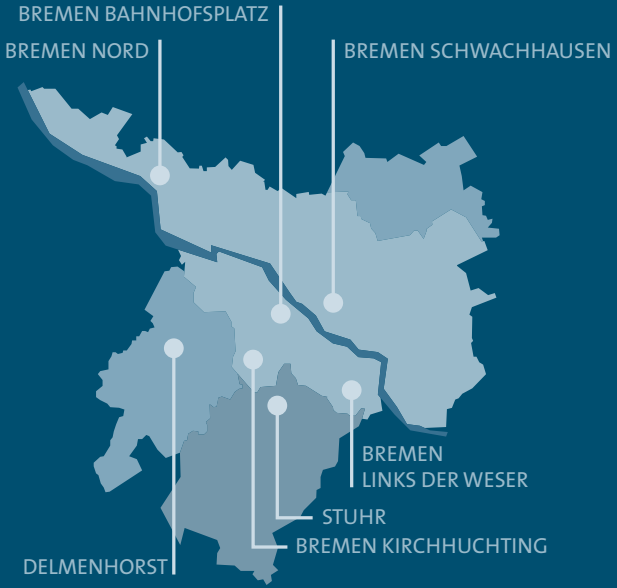 BREMEN BAHNHOFSPLATZ
BREMEN NORD
BREMEN SCHWACHHAUSEN
BREMEN
LINKS DER WESER
STUHR
BREMEN KIRCHHUCHTING
DELMENHORST